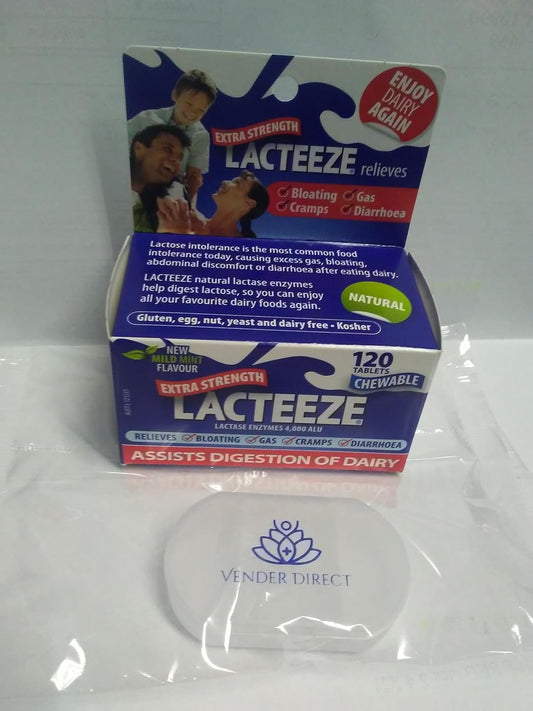 ENJOY
DAIRY
AGAIN
EXTRA STRENGTH
LACTEEZE® relieves
Bloating Gas
Cramps Diarrhoea
Lactose intolerance is the most common food
intolerance today, causing excess gas, bloating,
abdominal discomfort or diarrhoea after eating dairy.
LACTEEZE natural lactase enzymes
help digest lactose, so you can enjoy
all your favourite dairy foods again.
NATURAL
Gluten, egg, nut, yeast and dairy free - Kosher
NEW
MILD MINT
FLAVOUR
120
TABLETS
CHEWABLE
EXTRA STRENGTH
LACTEEZE®
LACTASE ENZYMES 4,000 ALU
RELIEVES BLOATING GAS CRAMPS DIARRHOEA
ASSISTS DIGESTION OF DAIRY
VENDER DIRECT